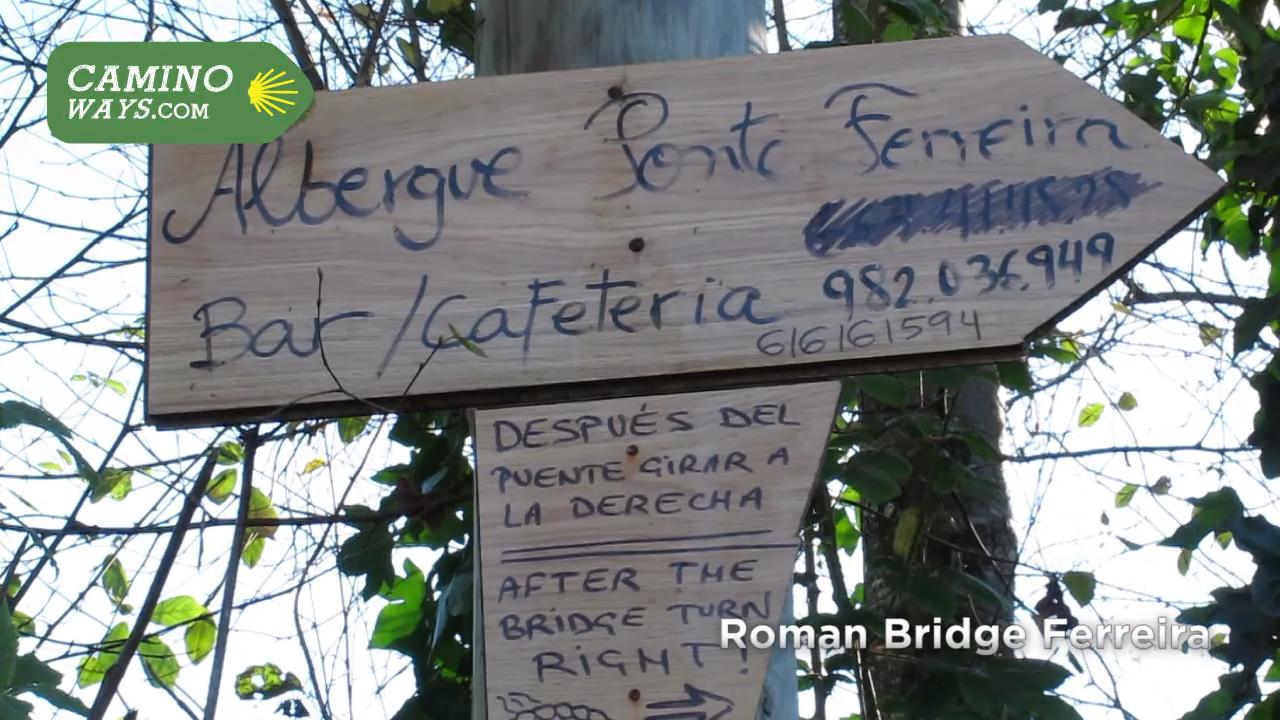 CAMINO
WAYS.COM
Albergue Ponte Ferreira
Bar/Cafeteria 982.036.949
616161594
DESPUÉS DEL
PUENTE GIRAR A
LA DERECHA
AFTER THE
BRIDGE TURN
RIGHT!
Roman Bridge Ferreira